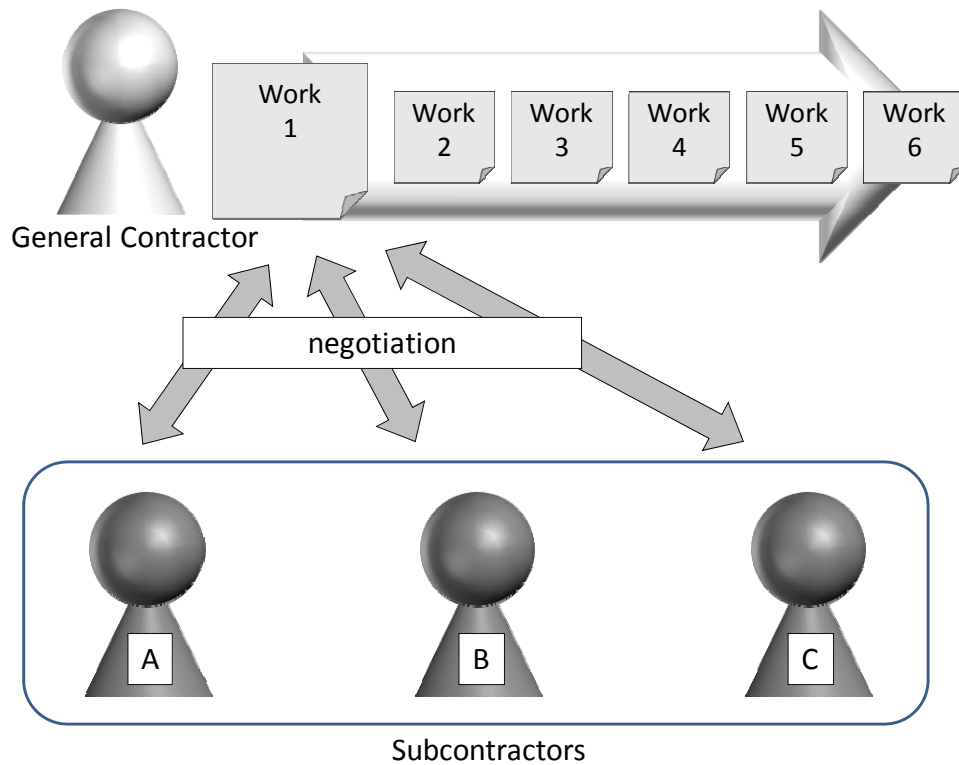 Work
1
Work
2
Work
3
Work
4
Work
5
Work
6
General Contractor
negotiation
A
B
C
Subcontractors